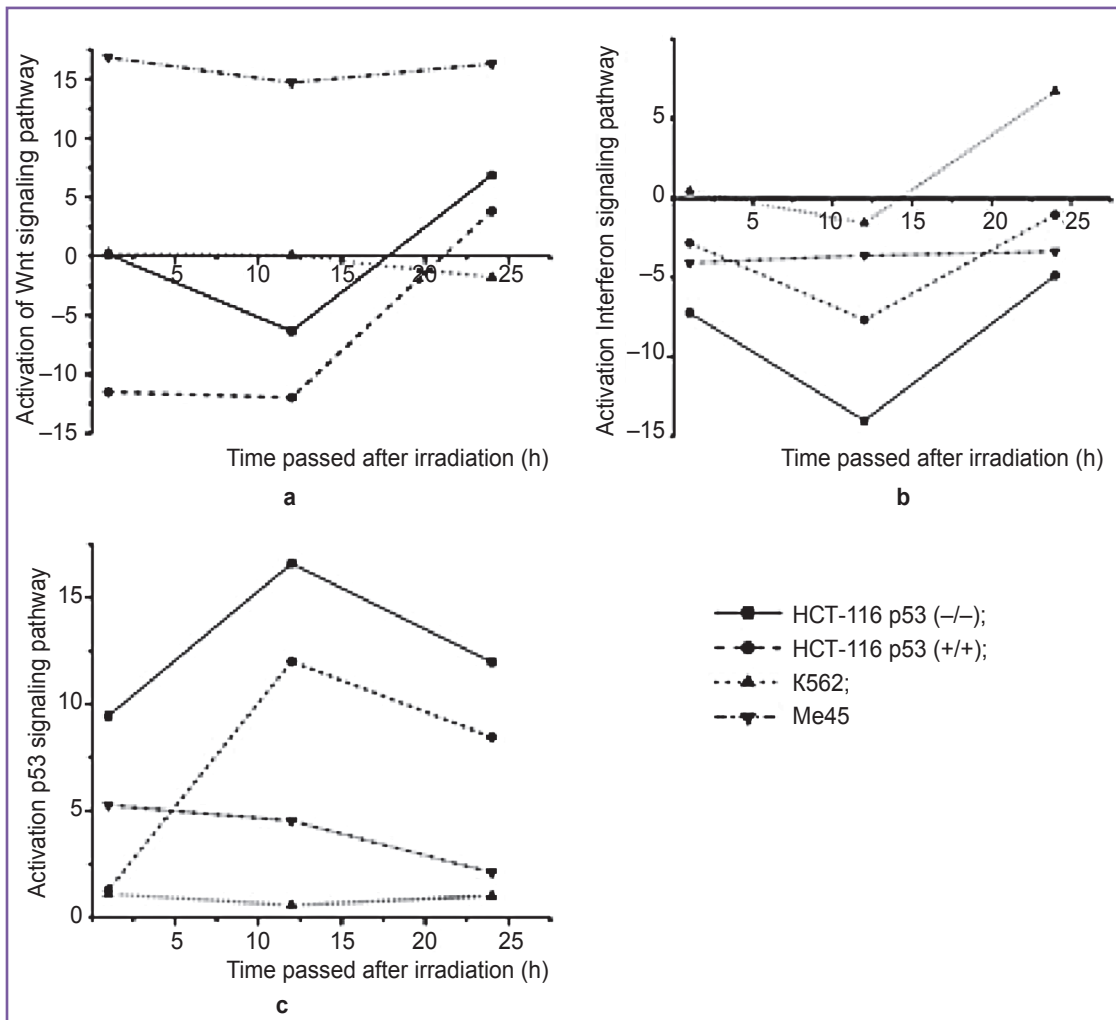 Activation of Wnt signaling pathway
15
10
5
0
–5
–10
–15
5 10 15 20 25
Time passed after irradiation (h)
a
Activation Interferon signaling pathway
5
0
–5
–10
–15
5 10 15 20 25
Time passed after irradiation (h)
b
Activation p53 signaling pathway
15
10
5
0
5 10 15 20 25
Time passed after irradiation (h)
c
HCT-116 p53 (–/–);
HCT-116 p53 (+/+);
K562;
Me45